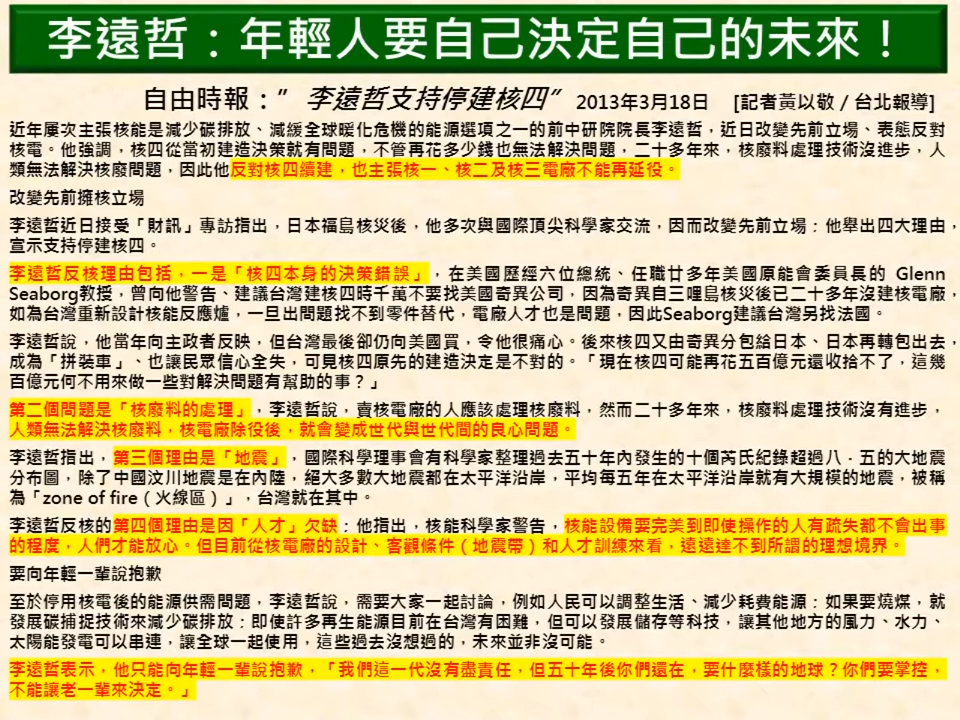 李遠哲：年輕人要自己決定自己的未來！
自由時報：”李遠哲支持停建核四” 2013年3月18日 [記者黃以敬／台北報導]
近年屢次主張核能是減少碳排放、減緩全球暖化危機的能源選項之一的前中研院院長李遠哲，近日改變先前立場、表態反對
核電。他強調，核四從當初建造決策就有問題，不管再花多少錢也無法解決問題，二十多年來，核廢料處理技術沒進步，人
類無法解決核廢問題，因此他反對核四續建，也主張核一、核二及核三電廠不能再延役。
改變先前擁核立場
李遠哲近日接受「財訊」專訪指出，日本福島核災後，他多次與國際頂尖科學家交流，因而改變先前立場；他舉出四大理由，
宣示支持停建核四。
李遠哲反核理由包括，一是「核四本身的決策錯誤」，在美國歷經六位總統、任職廿多年美國原能會委員長的 Glenn
Seaborg教授，曾向他警告、建議台灣建核四時千萬不要找美國奇異公司，因為奇異自三哩島核災後已二十多年沒建核電廠，
如為台灣重新設計核能反應爐，一旦出問題找不到零件替代，電廠人才也是問題，因此Seaborg建議台灣另找法國。
李遠哲說，他當年向主政者反映，但台灣最後卻仍向美國買，令他很痛心。後來核四又由奇異分包給日本、日本再轉包出去，
成為「拼裝車」、也讓民眾信心全失，可見核四原先的建造決定是不對的。「現在核四可能再花五百億元還收拾不了，這幾
百億元何不用來做一些對解決問題有幫助的事？」
第二個問題是「核廢料的處理」，李遠哲說，賣核電廠的人應該處理核廢料，然而二十多年來，核廢料處理技術沒有進步，
人類無法解決核廢料，核電廠除役後，就會變成世代與世代間的良心問題。
李遠哲指出，第三個理由是「地震」，國際科學理事會有科學家整理過去五十年內發生的十個芮氏紀錄超過八．五的大地震
分布圖，除了中國汶川地震是在內陸，絕大多數大地震都在太平洋沿岸，平均每五年在太平洋沿岸就有大規模的地震，被稱
為「zone of fire（火線區）」，台灣就在其中。
李遠哲反核的第四個理由是因「人才」欠缺；他指出，核能科學家警告，核能設備要完美到即使操作的人有疏失都不會出事
的程度，人們才能放心。但目前從核電廠的設計、客觀條件（地震帶）和人才訓練來看，遠遠達不到所謂的理想境界。
要向年輕一輩說抱歉
至於停用核電後的能源供需問題，李遠哲說，需要大家一起討論，例如人民可以調整生活、減少耗費能源；如果要燒煤，就
發展碳捕捉技術來減少碳排放；即使許多再生能源目前在台灣有困難，但可以發展儲存等科技，讓其他地方的風力、水力、
太陽能發電可以串連，讓全球一起使用，這些過去沒想過的，未來並非沒可能。
李遠哲表示，他只能向年輕一輩說抱歉，「我們這一代沒有盡責任，但五十年後你們還在，要什麼樣的地球？你們要掌控，
不能讓老一輩來決定。」